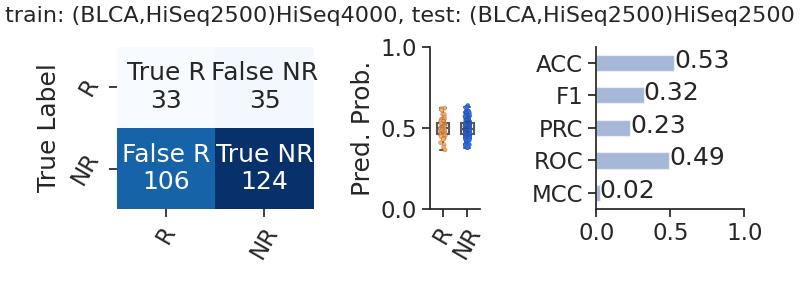 train: (BLCA,HiSeq2500)HiSeq4000, test: (BLCA,HiSeq2500)HiSeq2500
True Label
R
NR
True R
33
False NR
35
False R
106
True NR
124
R
NR
Pred. Prob.
1.0
0.5
0.0
R
NR
ACC
0.53
F1
0.32
PRC
0.23
ROC
0.49
MCC
0.02
0.0
0.5
1.0